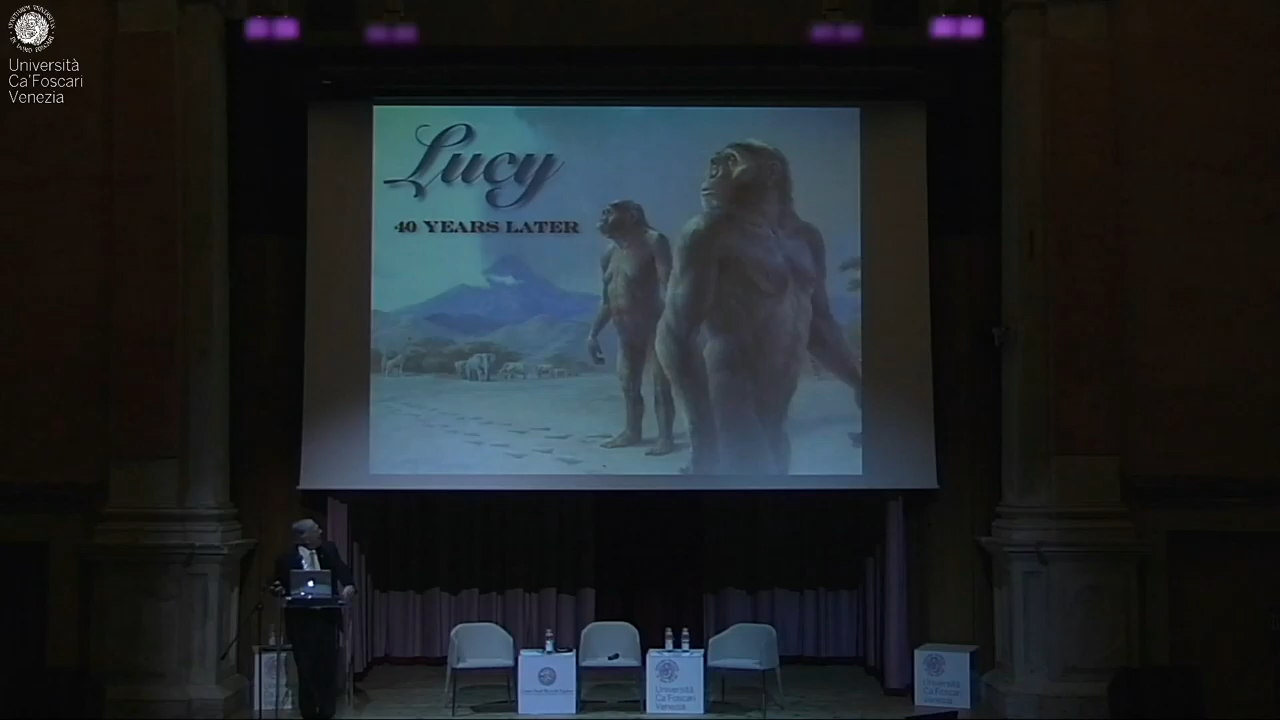 Università
Ca'Foscari
Venezia
Lucy
40 YEARS LATER
Università
Ca'Foscari
Venezia